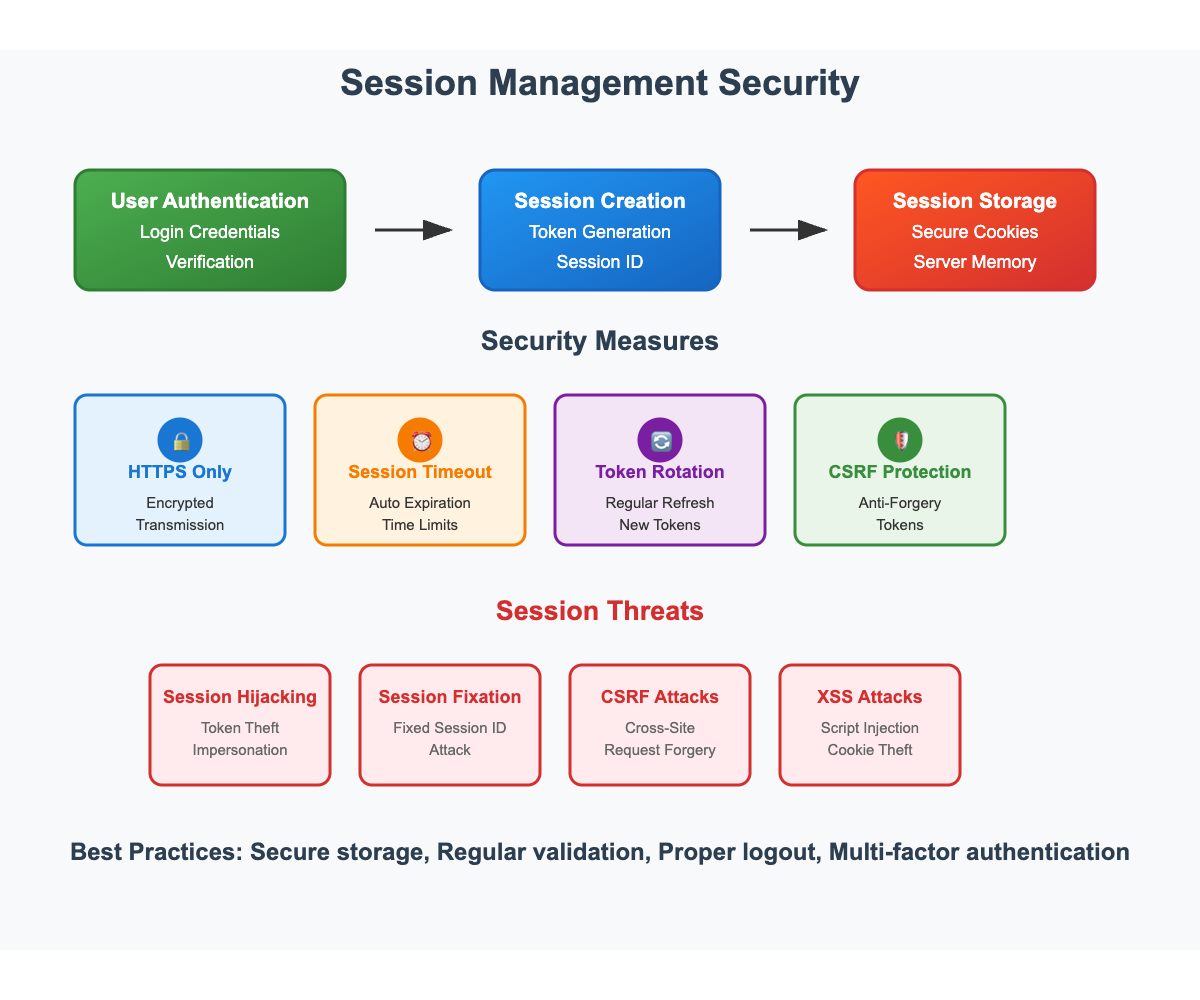 Session Management Security
User Authentication
Login Credentials
Verification
Session Creation
Token Generation
Session ID
Session Storage
Secure Cookies
Server Memory
Security Measures
HTTPS Only
Encrypted
Transmission
Session Timeout
Auto Expiration
Time Limits
Token Rotation
Regular Refresh
New Tokens
CSRF Protection
Anti-Forgery
Tokens
Session Threats
Session Hijacking
Token Theft
Impersonation
Session Fixation
Fixed Session ID
Attack
CSRF Attacks
Cross-Site
Request Forgery
XSS Attacks
Script Injection
Cookie Theft
Best Practices: Secure storage, Regular validation, Proper logout, Multi-factor authentication